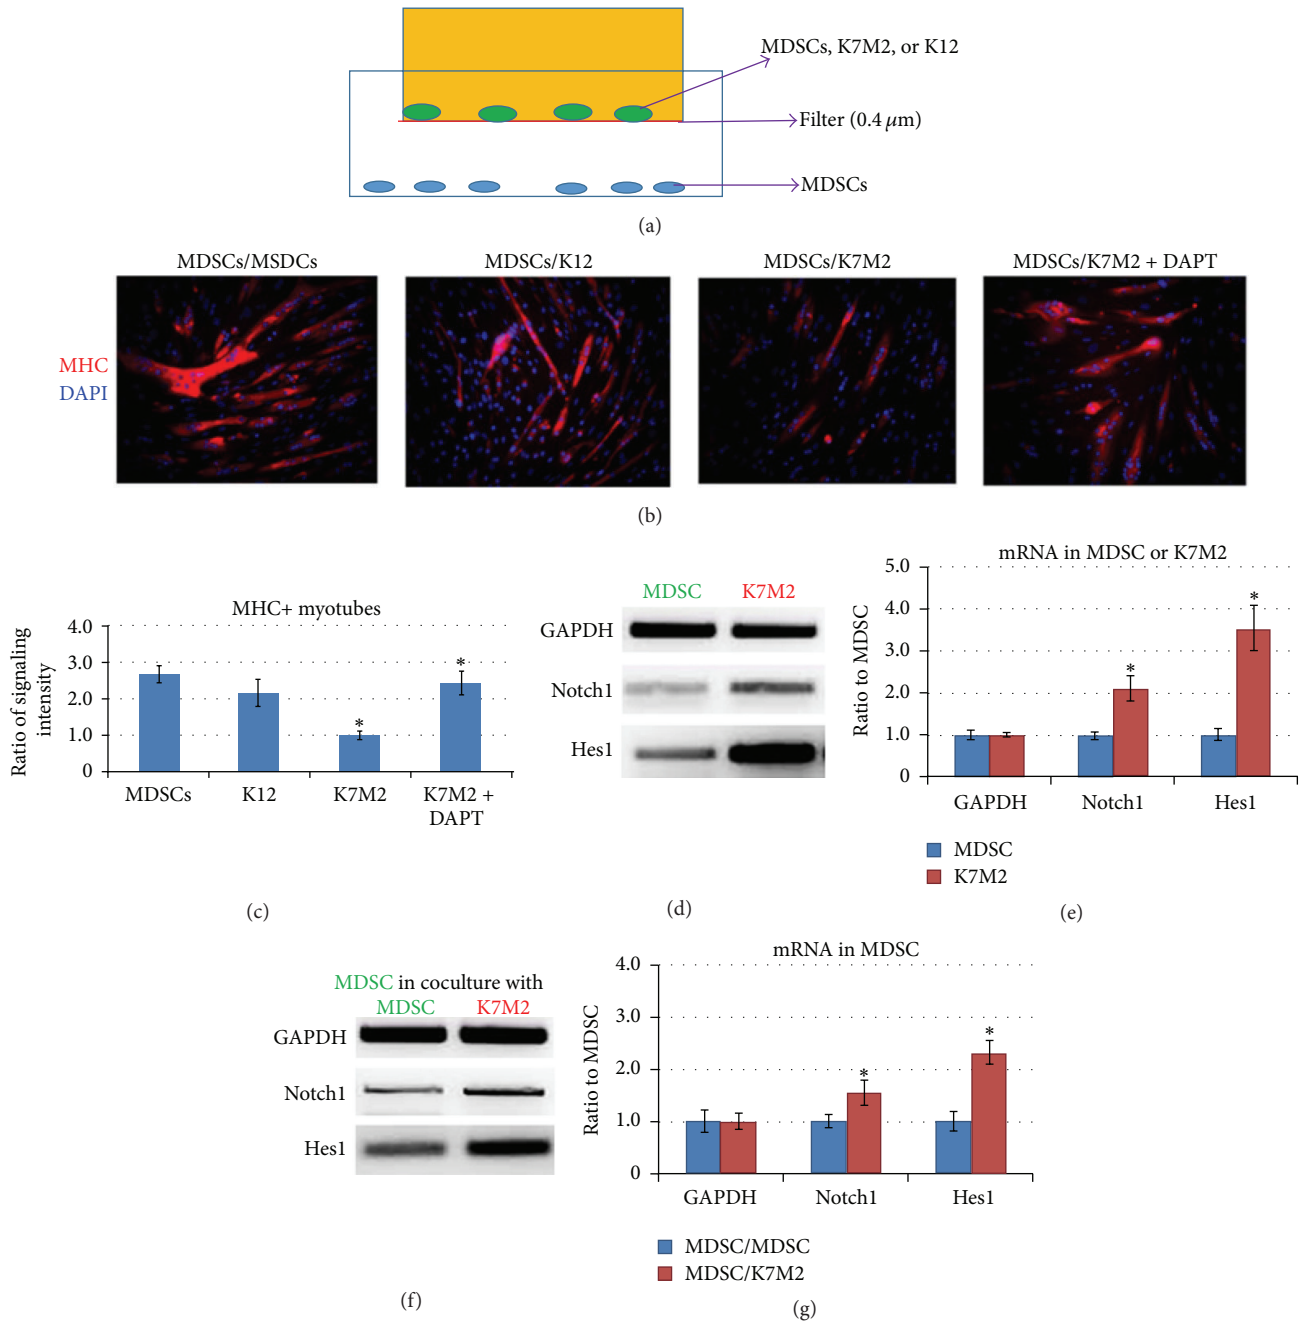 MDSCs, K7M2, or K12
Filter (0.4 μm)
MDSCs
(a)
MDSCs/MSDCs
MDSCs/K12
MDSCs/K7M2
MDSCs/K7M2 + DAPT
MHC
DAPI
(b)
MHC+ myotubes
Ratio of signaling
intensity
4.0
3.0
2.0
1.0
0
*
*
MDSCs
K12
K7M2
K7M2 +
DAPT
(c)
MDSC
K7M2
GAPDH
Notch1
Hes1
(d)
mRNA in MDSC or K7M2
Ratio to MDSC
5.0
4.0
3.0
2.0
1.0
0
*
*
GAPDH
Notch1
Hes1
MDSC
K7M2
(e)
MDSC in coculture with
MDSC
K7M2
GAPDH
Notch1
Hes1
(f)
mRNA in MDSC
Ratio to MDSC
4.0
3.0
2.0
1.0
0
*
*
GAPDH
Notch1
Hes1
MDSC/MDSC
MDSC/K7M2
(g)